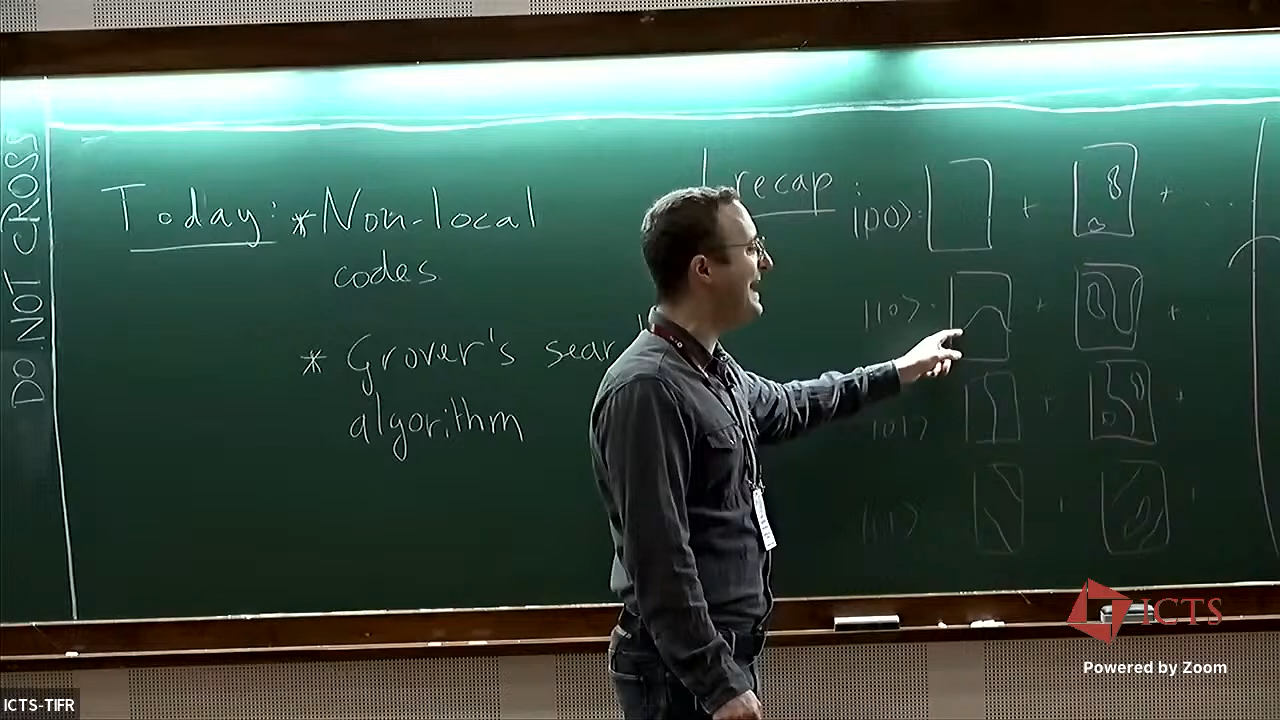 DO NOT CROSS
Today: * Non-local
codes
* Grover's sear
algorithm
recap:
|00>: + + ...
|10>: + + ..
|01> + +
|11> + +
ICTS
Powered by Zoom
ICTS-TIFR